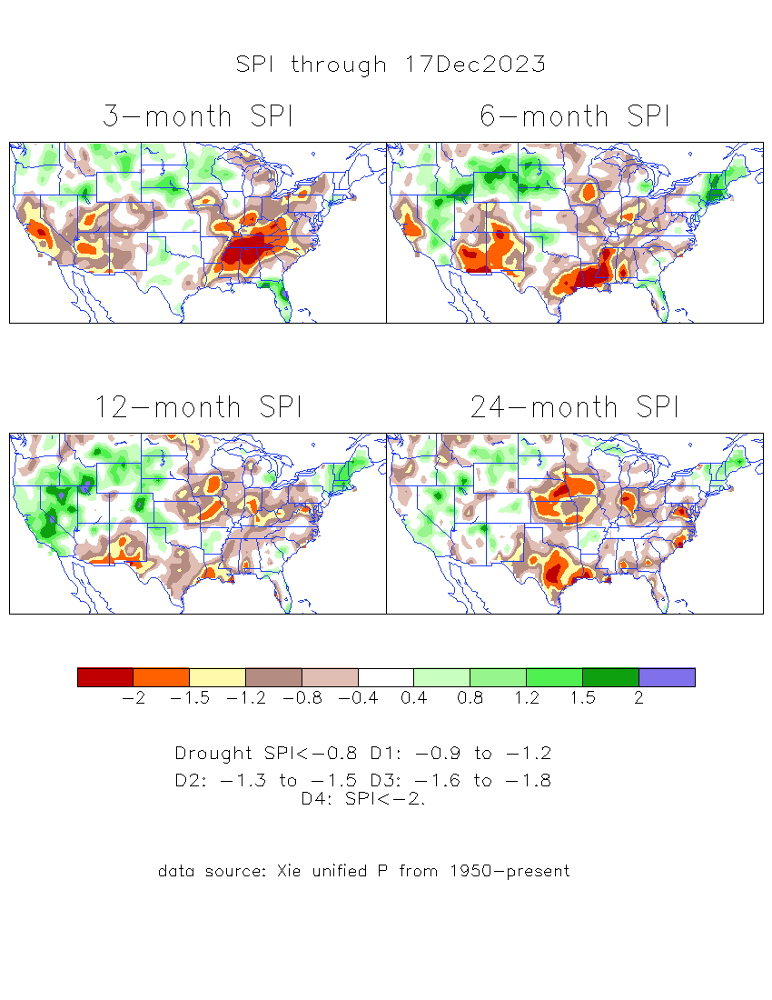 SPI through 17Dec2023
3-month SPI
6-month SPI
12-month SPI
24-month SPI
-2 -1.5 -1.2 -0.8 -0.4 0.4 0.8 1.2 1.5 2
Drought SPI<-0.8 D1: -0.9 to -1.2
D2: -1.3 to -1.5 D3: -1.6 to -1.8
D4: SPI<-2.
data source: Xie unified P from 1950-present